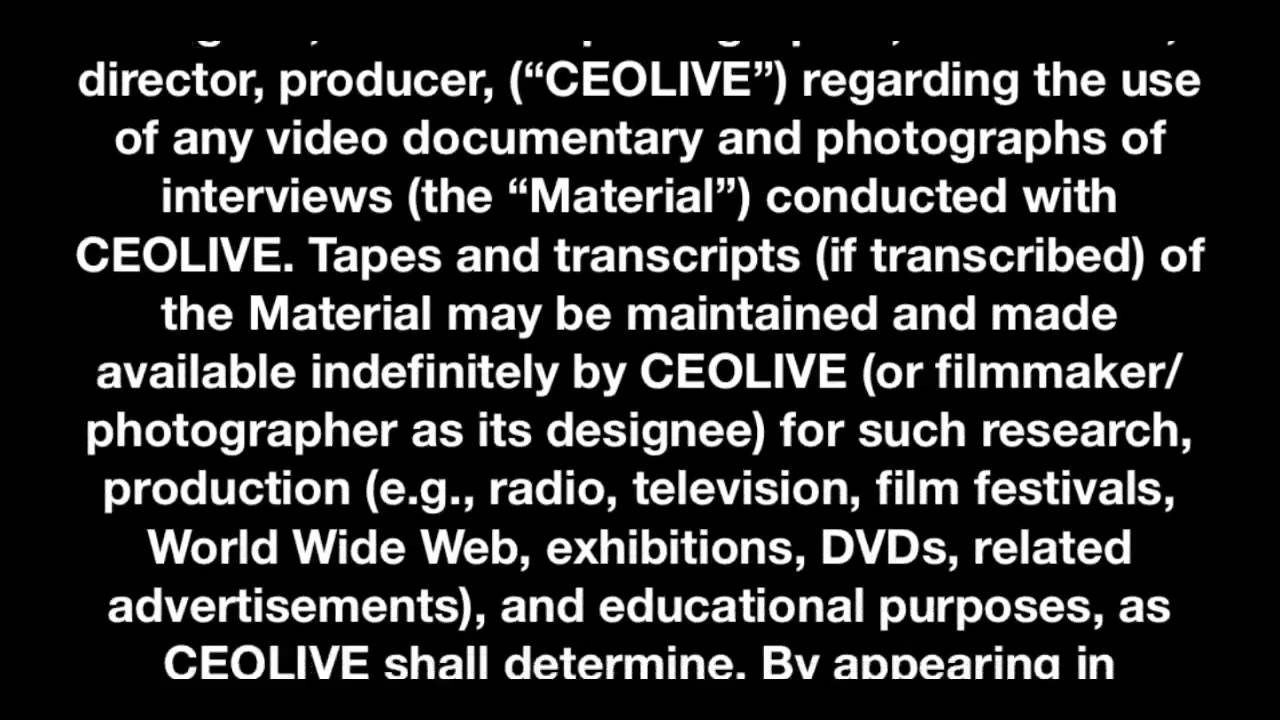 director, producer, (“CEOLIVE”) regarding the use
of any video documentary and photographs of
interviews (the “Material”) conducted with
CEOLIVE. Tapes and transcripts (if transcribed) of
the Material may be maintained and made
available indefinitely by CEOLIVE (or filmmaker/
photographer as its designee) for such research,
production (e.g., radio, television, film festivals,
World Wide Web, exhibitions, DVDs, related
advertisements), and educational purposes, as
CEOLIVE shall determine. By appearing in